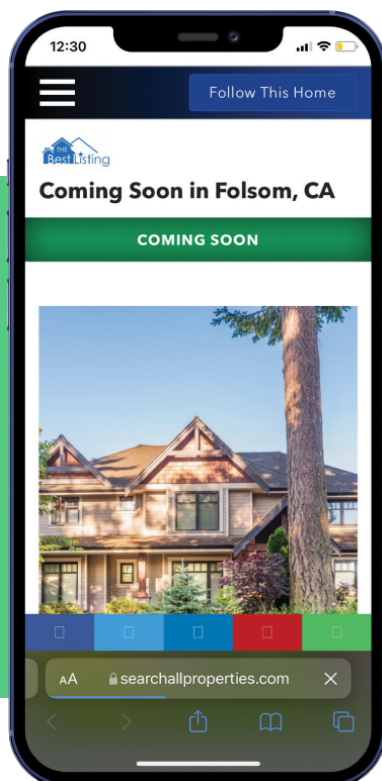 12:30
Follow This Home
THE
Best Listing
Coming Soon in Folsom, CA
COMING SOON
AA searchallproperties.com